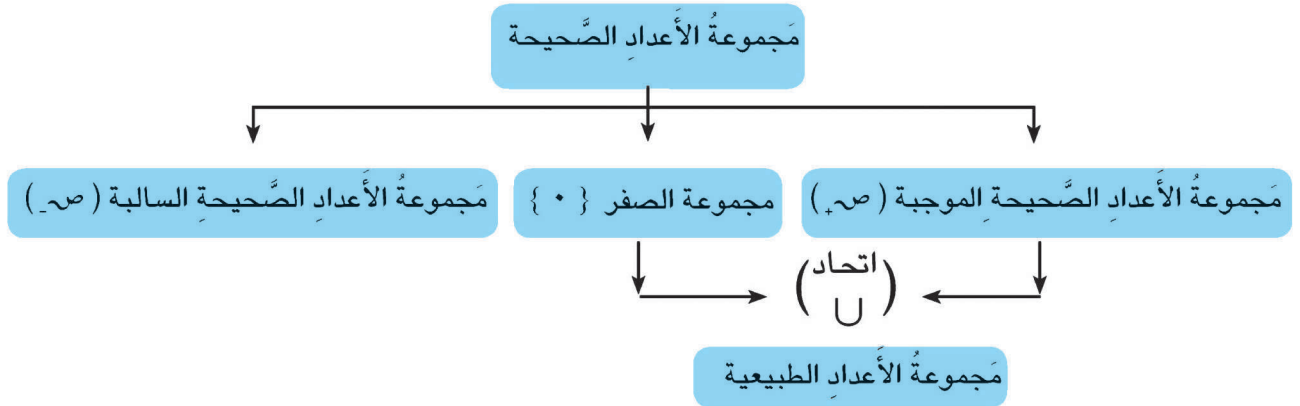 مَجموعةُ الأَعدادِ الصَّحيحة
مَجموعةُ الأَعدادِ الصَّحيحةِ الموجبة ( صـ+ )
مجموعة الصفر { ٠ }
مَجموعةُ الأَعدادِ الصَّحيحةِ السالبة ( صـ- )
( اتحاد
∪ )
مَجموعةُ الأَعدادِ الطبيعية